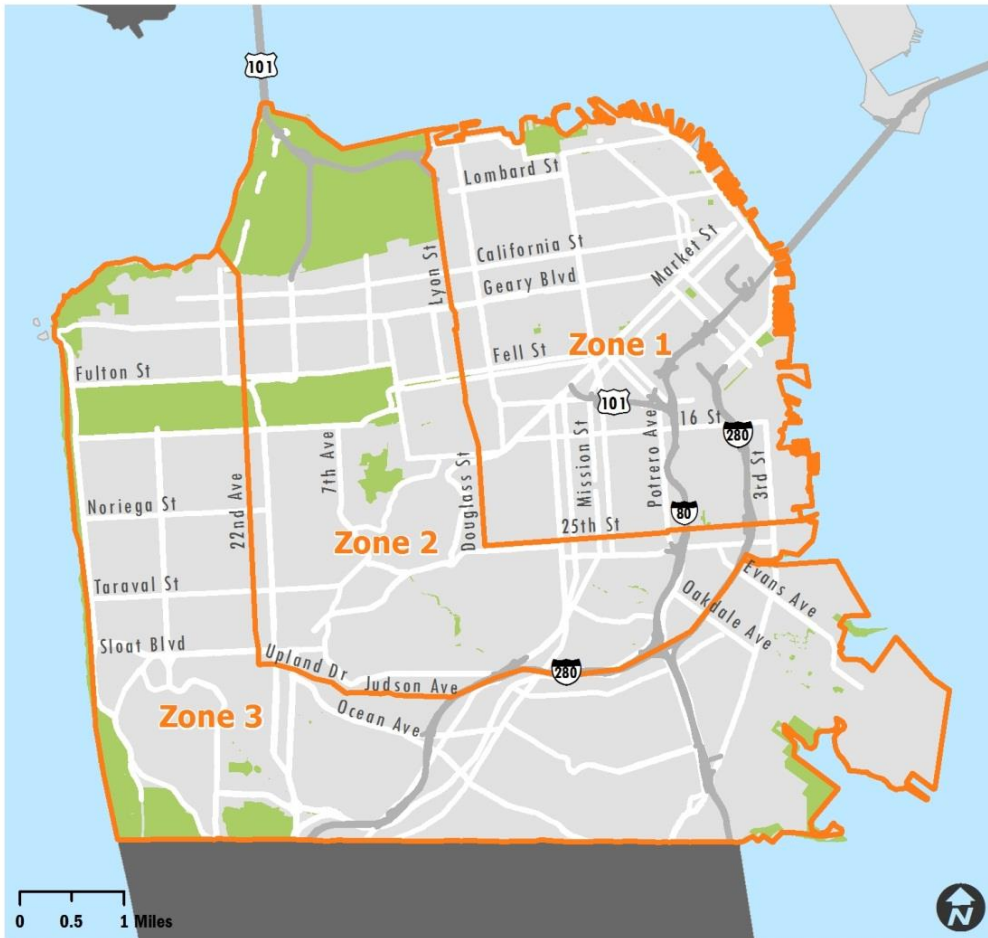 101
Lombard St
California St
Market St
Lyon St
Geary Blvd
Zone 1
Fell St
Fulton St
101
16 St
280
Mission St
Potrero Ave
3rd St
7th Ave
22nd Ave
Douglass St
Noriega St
80
25th St
Zone 2
Taraval St
Evans Ave
Oakdale Ave
Sloat Blvd
Upland Dr
Judson Ave
280
Zone 3
Ocean Ave
0 0.5 1 Miles
N